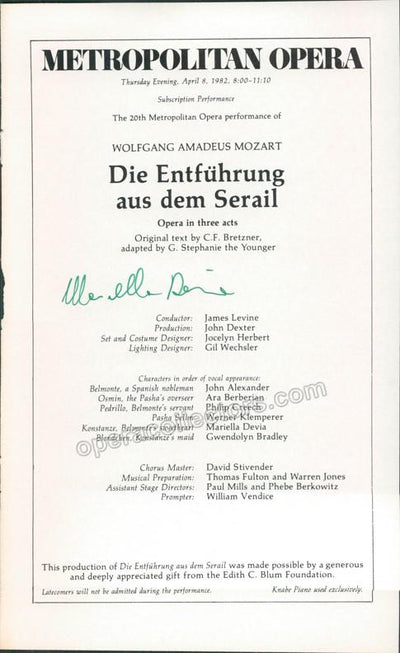 METROPOLITAN OPERA
Thursday Evening, April 8, 1982, 8:00-11:10
Subscription Performance
The 20th Metropolitan Opera performance of
WOLFGANG AMADEUS MOZART
Die Entführung
aus dem Serail
Opera in three acts
Original text by C.F. Bretzner,
adapted by G. Stephanie the Younger
Mariella Devia
Conductor: James Levine
Production: John Dexter
Set and Costume Designer: Jocelyn Herbert
Lighting Designer: Gil Wechsler
Characters in order of vocal appearance:
Belmonte, a Spanish nobleman John Alexander
Osmin, the Pasha's overseer Ara Berberian
Pedrillo, Belmonte's servant Philip Creech
Pasha Selim Werner Klemperer
Konstanze, Belmonte's sweetheart Mariella Devia
Blondchen, Konstanze's maid Gwendolyn Bradley
operacollectors.com
Chorus Master: David Stivender
Musical Preparation: Thomas Fulton and Warren Jones
Assistant Stage Directors: Paul Mills and Phebe Berkowitz
Prompter: William Vendice
This production of Die Entführung aus dem Serail was made possible by a generous
and deeply appreciated gift from the Edith C. Blum Foundation.
Latecomers will not be admitted during the performance. Knabe Piano used exclusively.